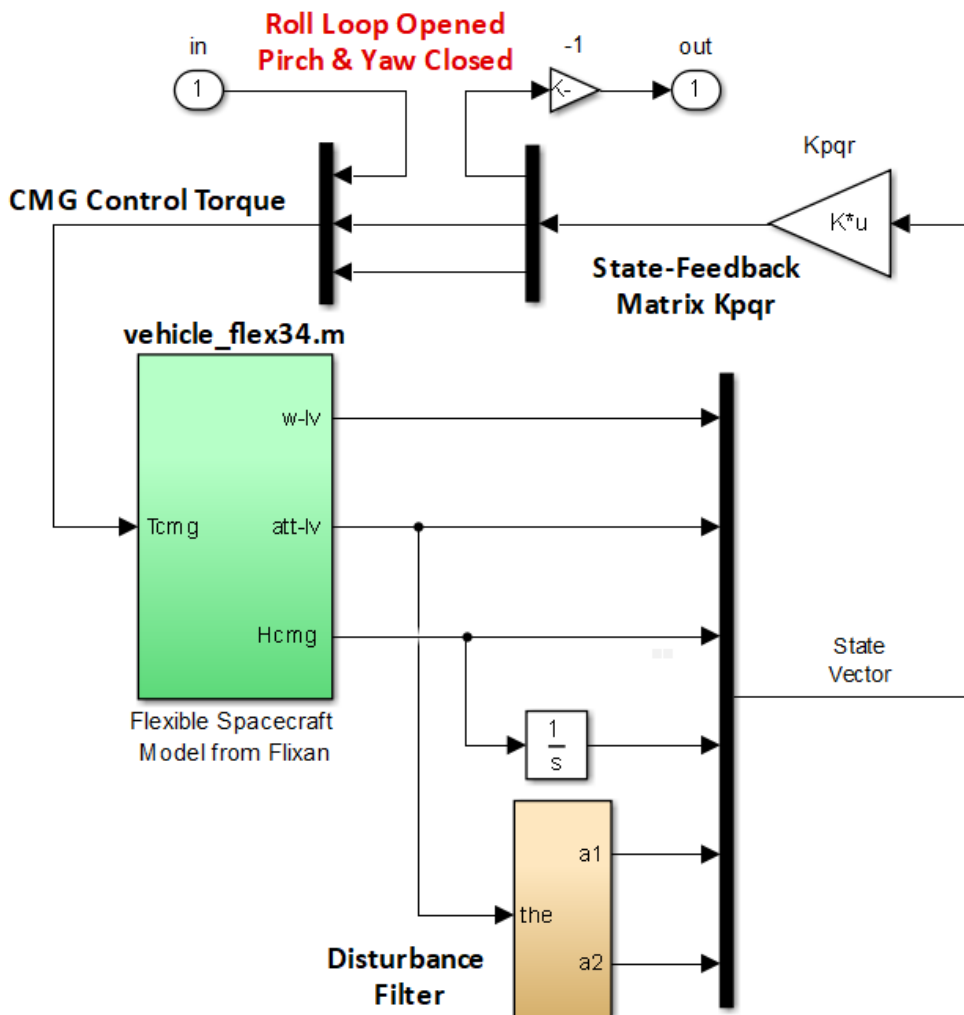 Roll Loop Opened
Pirch & Yaw Closed
in
-1
out
1
K-
1
Kpqr
CMG Control Torque
K*u
State-Feedback
Matrix Kpqr
vehicle_flex34.m
w-lv
Tcmg
att-lv
Hcmg
State
Vector
Flexible Spacecraft
Model from Flixan
1
s
a1
the
a2
Disturbance
Filter